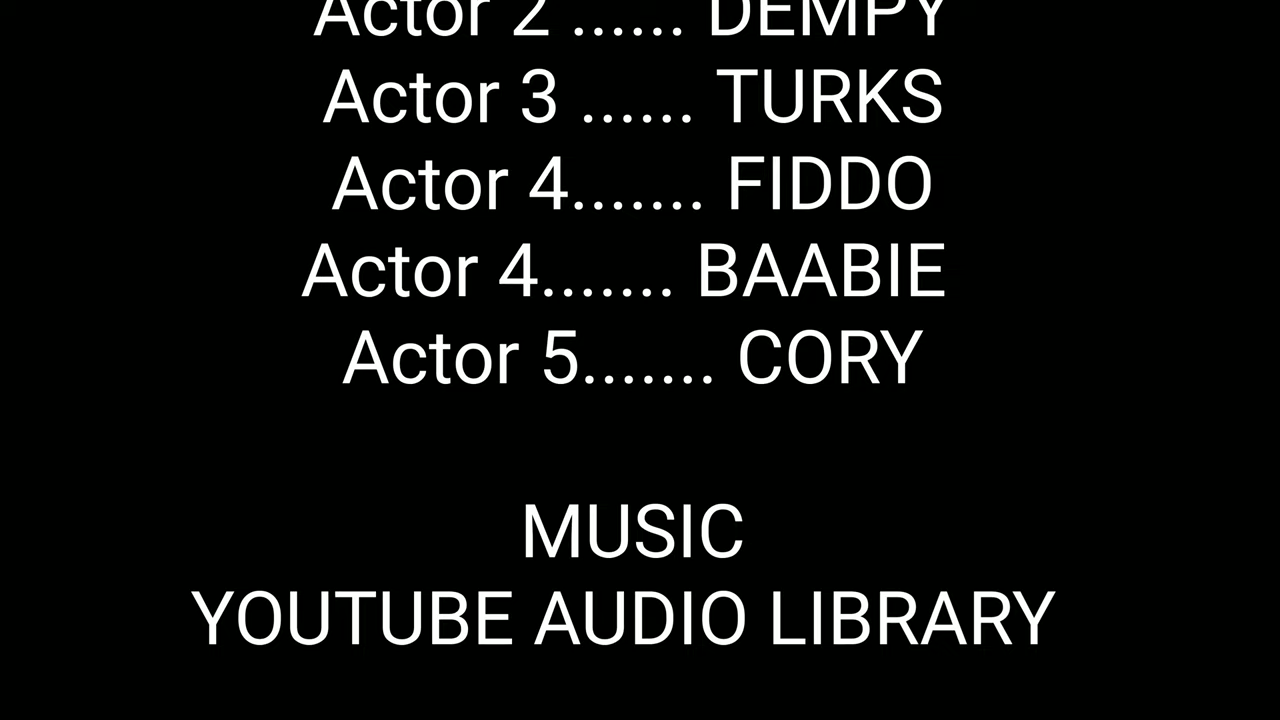 Actor 2 ...... DEMPY
Actor 3 ...... TURKS
Actor 4....... FIDDO
Actor 4....... BAABIE
Actor 5....... CORY
MUSIC
YOUTUBE AUDIO LIBRARY